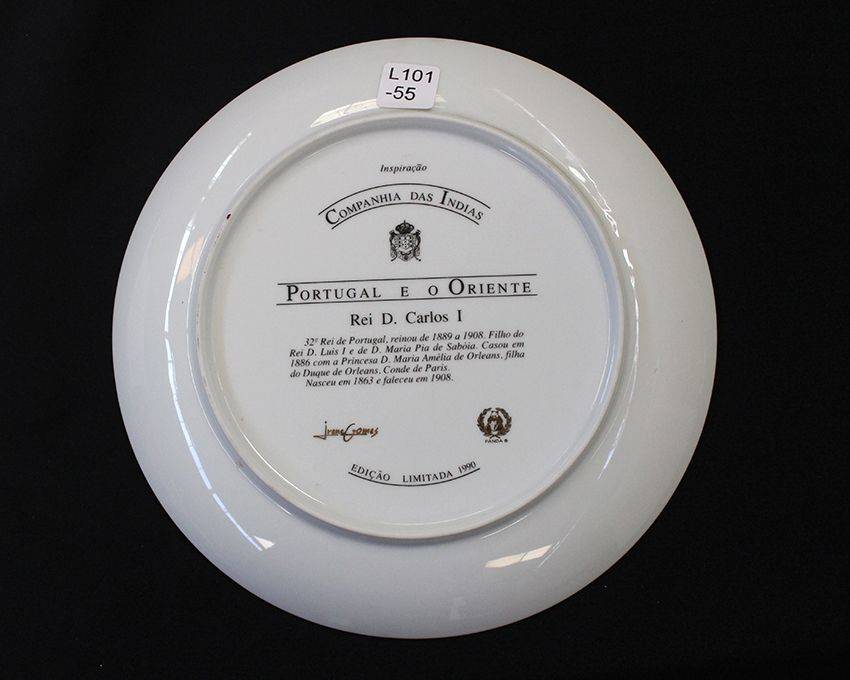 L101
-55
Inspiração
COMPANHIA DAS INDIAS
PORTUGAL E O ORIENTE
Rei D. Carlos I
32º Rei de Portugal, reinou de 1889 a 1908. Filho do
Rei D. Luis I e de D. Maria Pia de Sabóia. Casou em
1886 com a Princesa D. Maria Amélia de Orleans, filha
do Duque de Orleans, Conde de Paris.
Nasceu em 1863 e faleceu em 1908.
Irene Gomes
PANDA ®
EDIÇÃO LIMITADA 1990